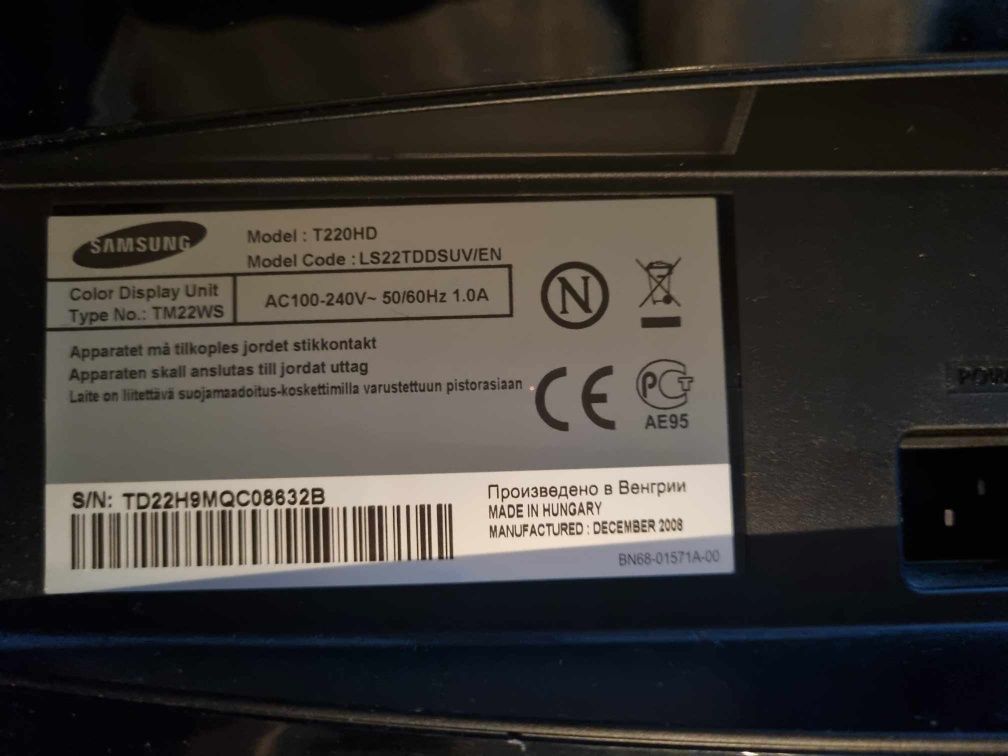 SAMSUNG
Model : T220HD
Model Code : LS22TDDSUV/EN
Color Display Unit
Type No.: TM22WS
AC100-240V~ 50/60Hz 1.0A
N
Apparatet må tilkoples jordet stikkontakt
Apparaten skall anslutas till jordat uttag
Laite on liitettävä suojamaadoitus-koskettimilla varustettuun pistorasiaan
CE
РСТ
AE95
S/N: TD22H9MQC08632B
Произведено в Венгрии
MADE IN HUNGARY
MANUFACTURED : DECEMBER 2008
BN68-01571A-00